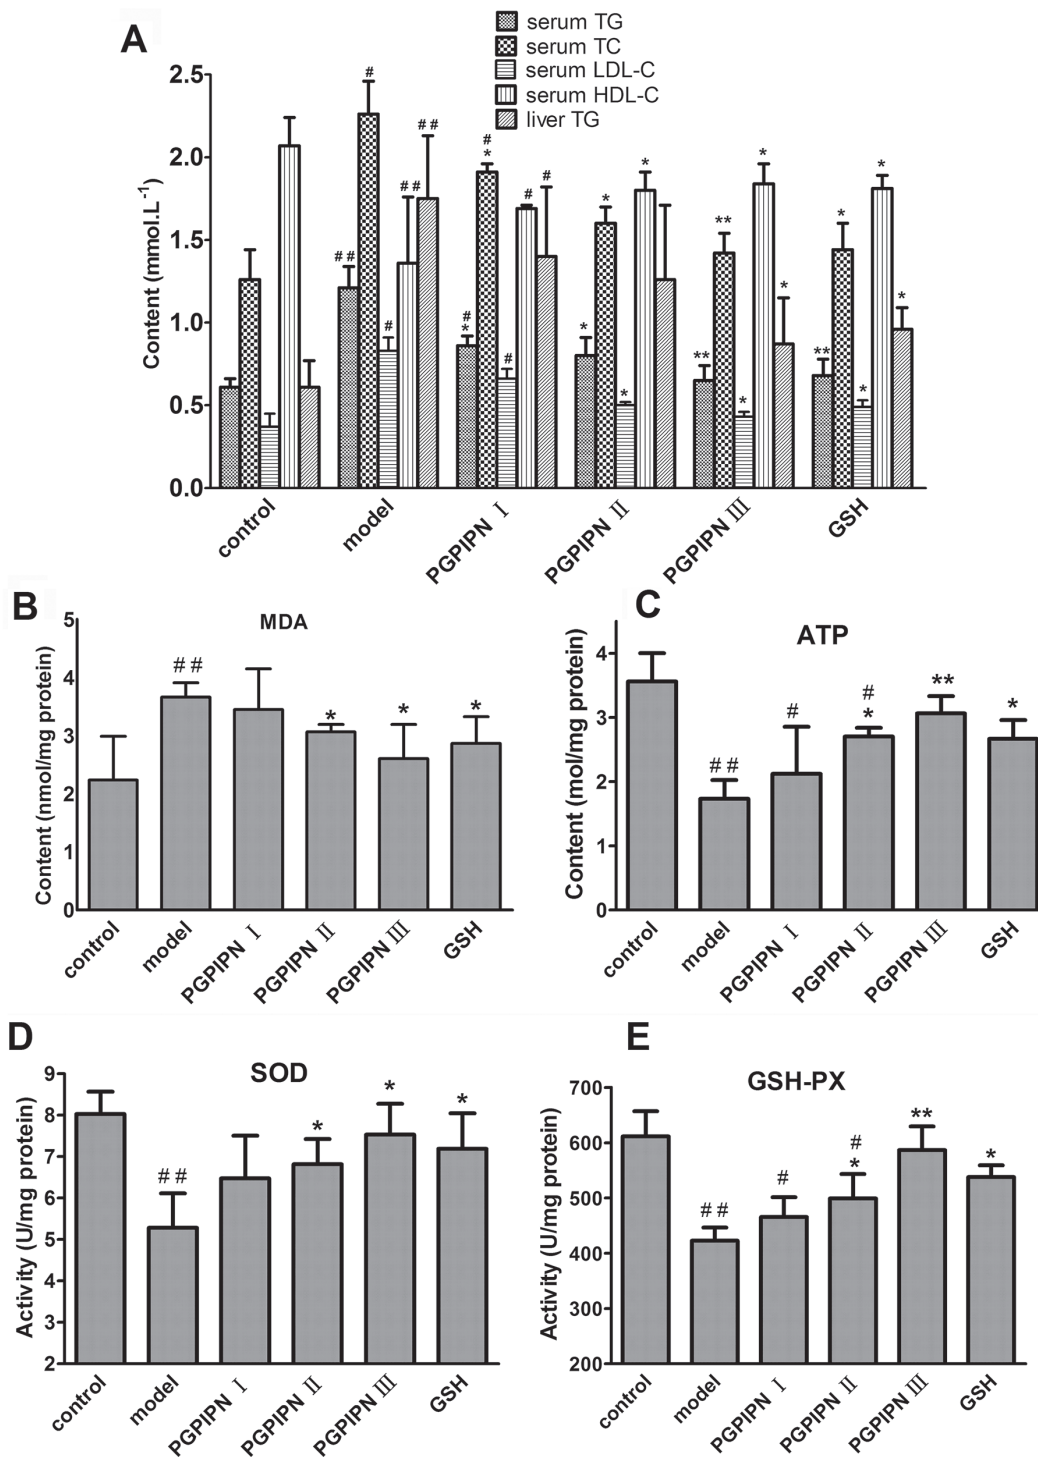 A
serum TG
serum TC
serum LDL-C
serum HDL-C
liver TG
Content (mmol.L-1)
2.5
2.0
1.5
1.0
0.5
0.0
# # # # # # # #
# * # * # # #
* * * *
** ** * * *
** * * * *
control
model
PGPIPN Ⅰ
PGPIPN Ⅱ
PGPIPN Ⅲ
GSH
B
MDA
Content (nmol/mg protein)
5
4
3
2
1
0
# #
*
*
*
control
model
PGPIPN Ⅰ
PGPIPN Ⅱ
PGPIPN Ⅲ
GSH
C
ATP
Content (mol/mg protein)
4
3
2
1
0
# #
#
#
*
**
*
control
model
PGPIPN Ⅰ
PGPIPN Ⅱ
PGPIPN Ⅲ
GSH
D
SOD
Activity (U/mg protein)
9
8
7
6
5
4
3
2
# #
*
*
*
control
model
PGPIPN Ⅰ
PGPIPN Ⅱ
PGPIPN Ⅲ
GSH
E
GSH-PX
Activity (U/mg protein)
700
600
500
400
300
200
# #
#
#
*
**
*
control
model
PGPIPN Ⅰ
PGPIPN Ⅱ
PGPIPN Ⅲ
GSH